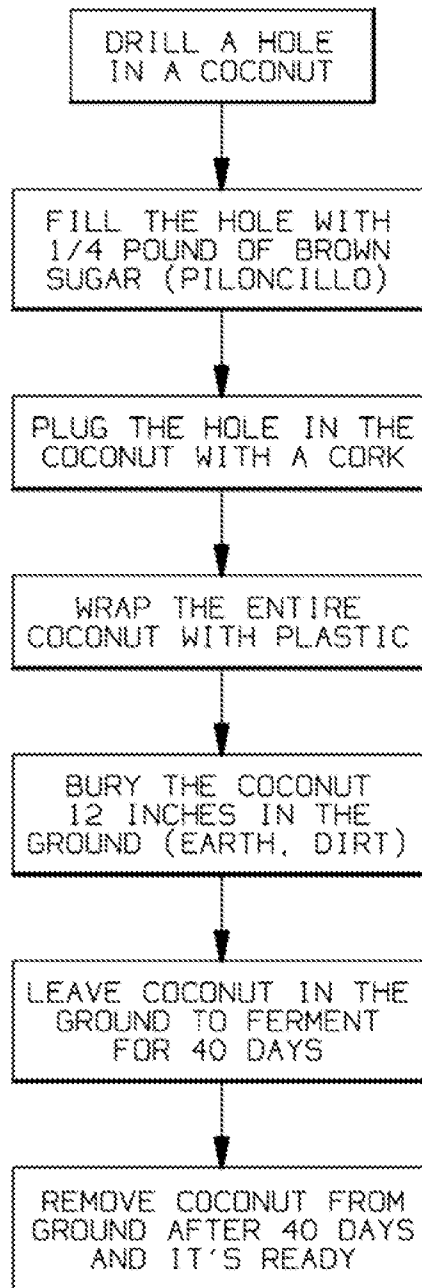 DRILL A HOLE
IN A COCONUT
FILL THE HOLE WITH
1/4 POUND OF BROWN
SUGAR (PILONCILLO)
PLUG THE HOLE IN THE
COCONUT WITH A CORK
WRAP THE ENTIRE
COCONUT WITH PLASTIC
BURY THE COCONUT
12 INCHES IN THE
GROUND (EARTH, DIRT)
LEAVE COCONUT IN THE
GROUND TO FERMENT
FOR 40 DAYS
REMOVE COCONUT FROM
GROUND AFTER 40 DAYS
AND IT'S READY